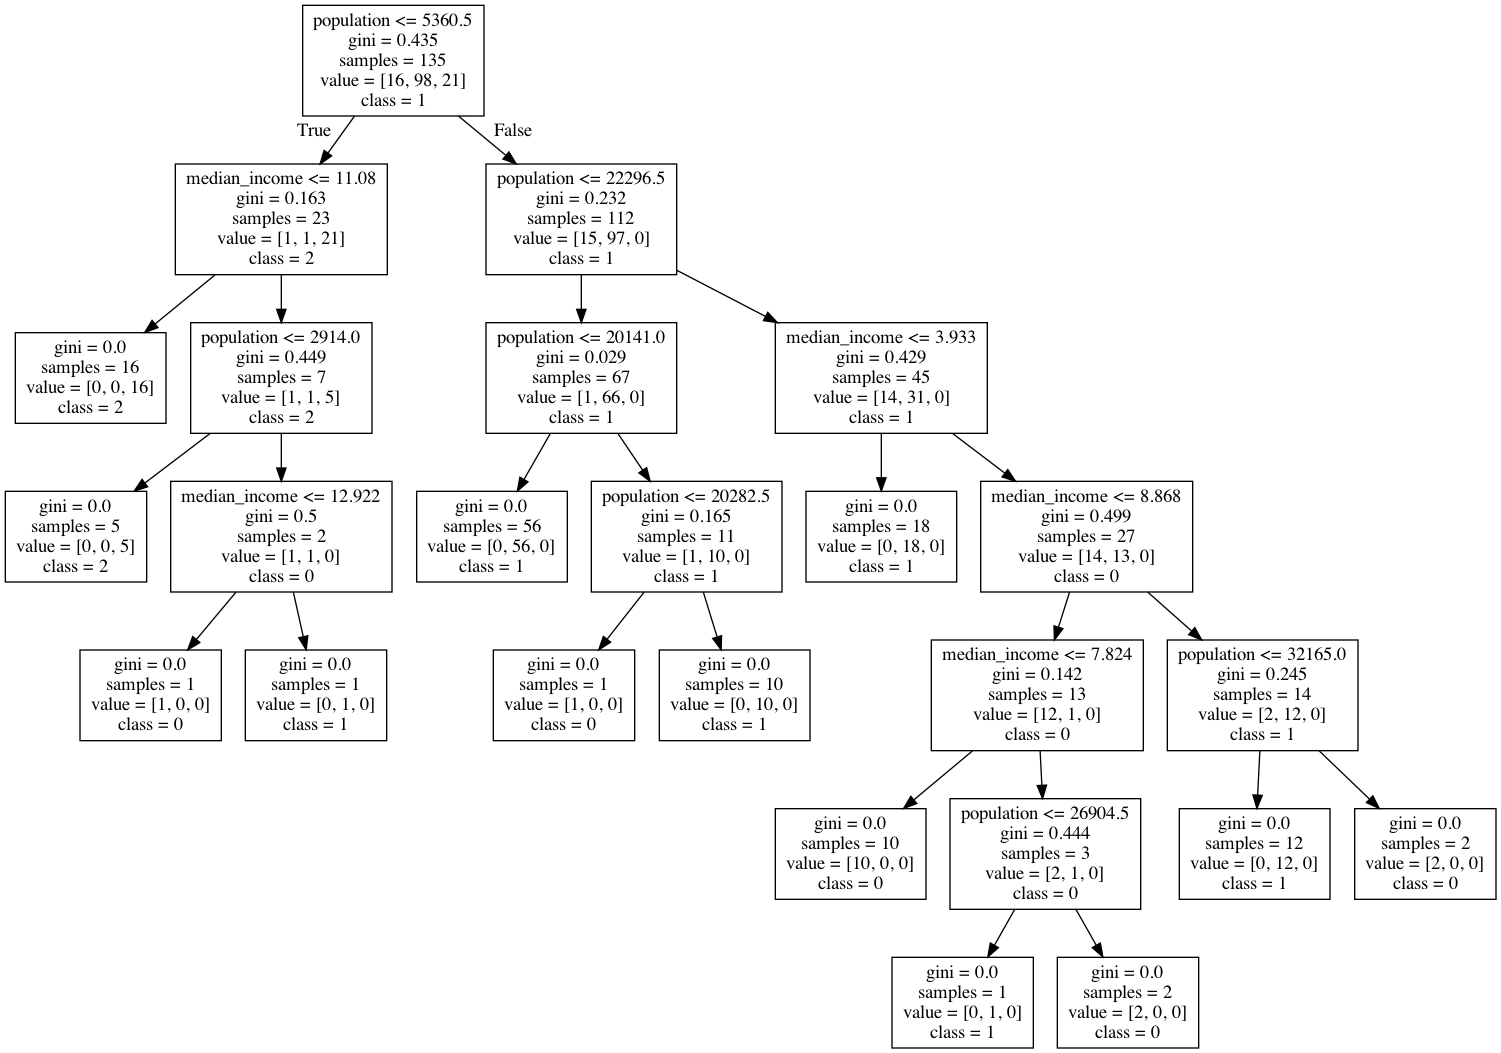 population <= 5360.5
gini = 0.435
samples = 135
value = [16, 98, 21]
class = 1
True
False
median_income <= 11.08
gini = 0.163
samples = 23
value = [1, 1, 21]
class = 2
population <= 22296.5
gini = 0.232
samples = 112
value = [15, 97, 0]
class = 1
gini = 0.0
samples = 16
value = [0, 0, 16]
class = 2
population <= 2914.0
gini = 0.449
samples = 7
value = [1, 1, 5]
class = 2
population <= 20141.0
gini = 0.029
samples = 67
value = [1, 66, 0]
class = 1
median_income <= 3.933
gini = 0.429
samples = 45
value = [14, 31, 0]
class = 1
gini = 0.0
samples = 5
value = [0, 0, 5]
class = 2
median_income <= 12.922
gini = 0.5
samples = 2
value = [1, 1, 0]
class = 0
gini = 0.0
samples = 56
value = [0, 56, 0]
class = 1
population <= 20282.5
gini = 0.165
samples = 11
value = [1, 10, 0]
class = 1
gini = 0.0
samples = 18
value = [0, 18, 0]
class = 1
median_income <= 8.868
gini = 0.499
samples = 27
value = [14, 13, 0]
class = 0
gini = 0.0
samples = 1
value = [1, 0, 0]
class = 0
gini = 0.0
samples = 1
value = [0, 1, 0]
class = 1
gini = 0.0
samples = 1
value = [1, 0, 0]
class = 0
gini = 0.0
samples = 10
value = [0, 10, 0]
class = 1
median_income <= 7.824
gini = 0.142
samples = 13
value = [12, 1, 0]
class = 0
population <= 32165.0
gini = 0.245
samples = 14
value = [2, 12, 0]
class = 1
gini = 0.0
samples = 10
value = [10, 0, 0]
class = 0
population <= 26904.5
gini = 0.444
samples = 3
value = [2, 1, 0]
class = 0
gini = 0.0
samples = 12
value = [0, 12, 0]
class = 1
gini = 0.0
samples = 2
value = [2, 0, 0]
class = 0
gini = 0.0
samples = 1
value = [0, 1, 0]
class = 1
gini = 0.0
samples = 2
value = [2, 0, 0]
class = 0